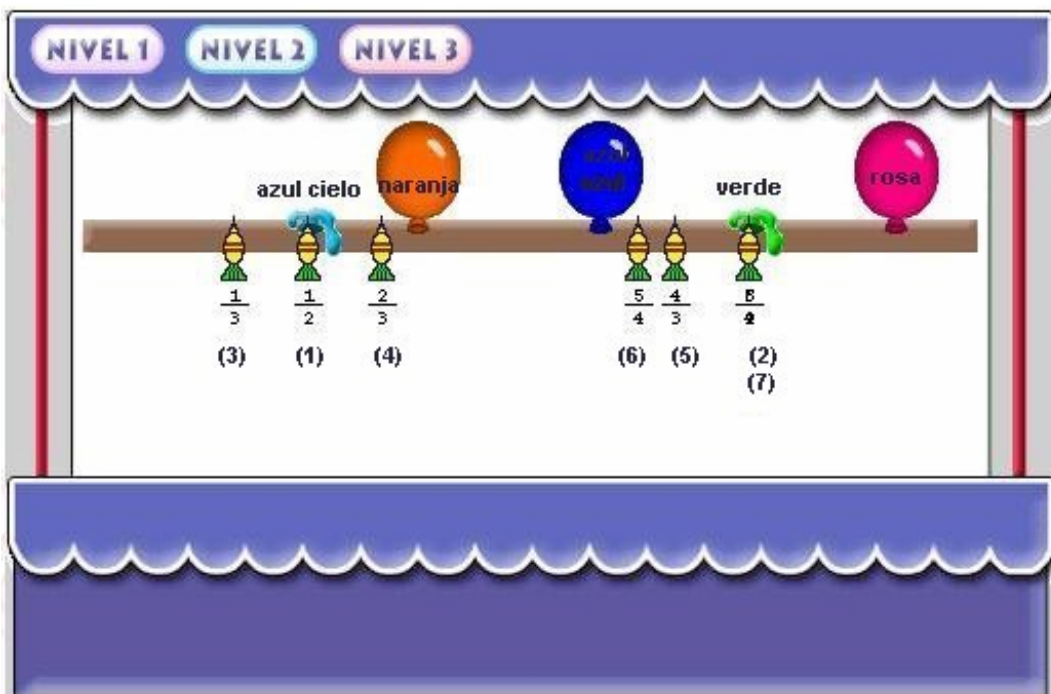 NIVEL 1 NIVEL 2 NIVEL 3
azul cielo naranja verde rosa
1/3 1/2 2/3 5/4 4/3
(3) (1) (4) (6) (5) (2)
(7)